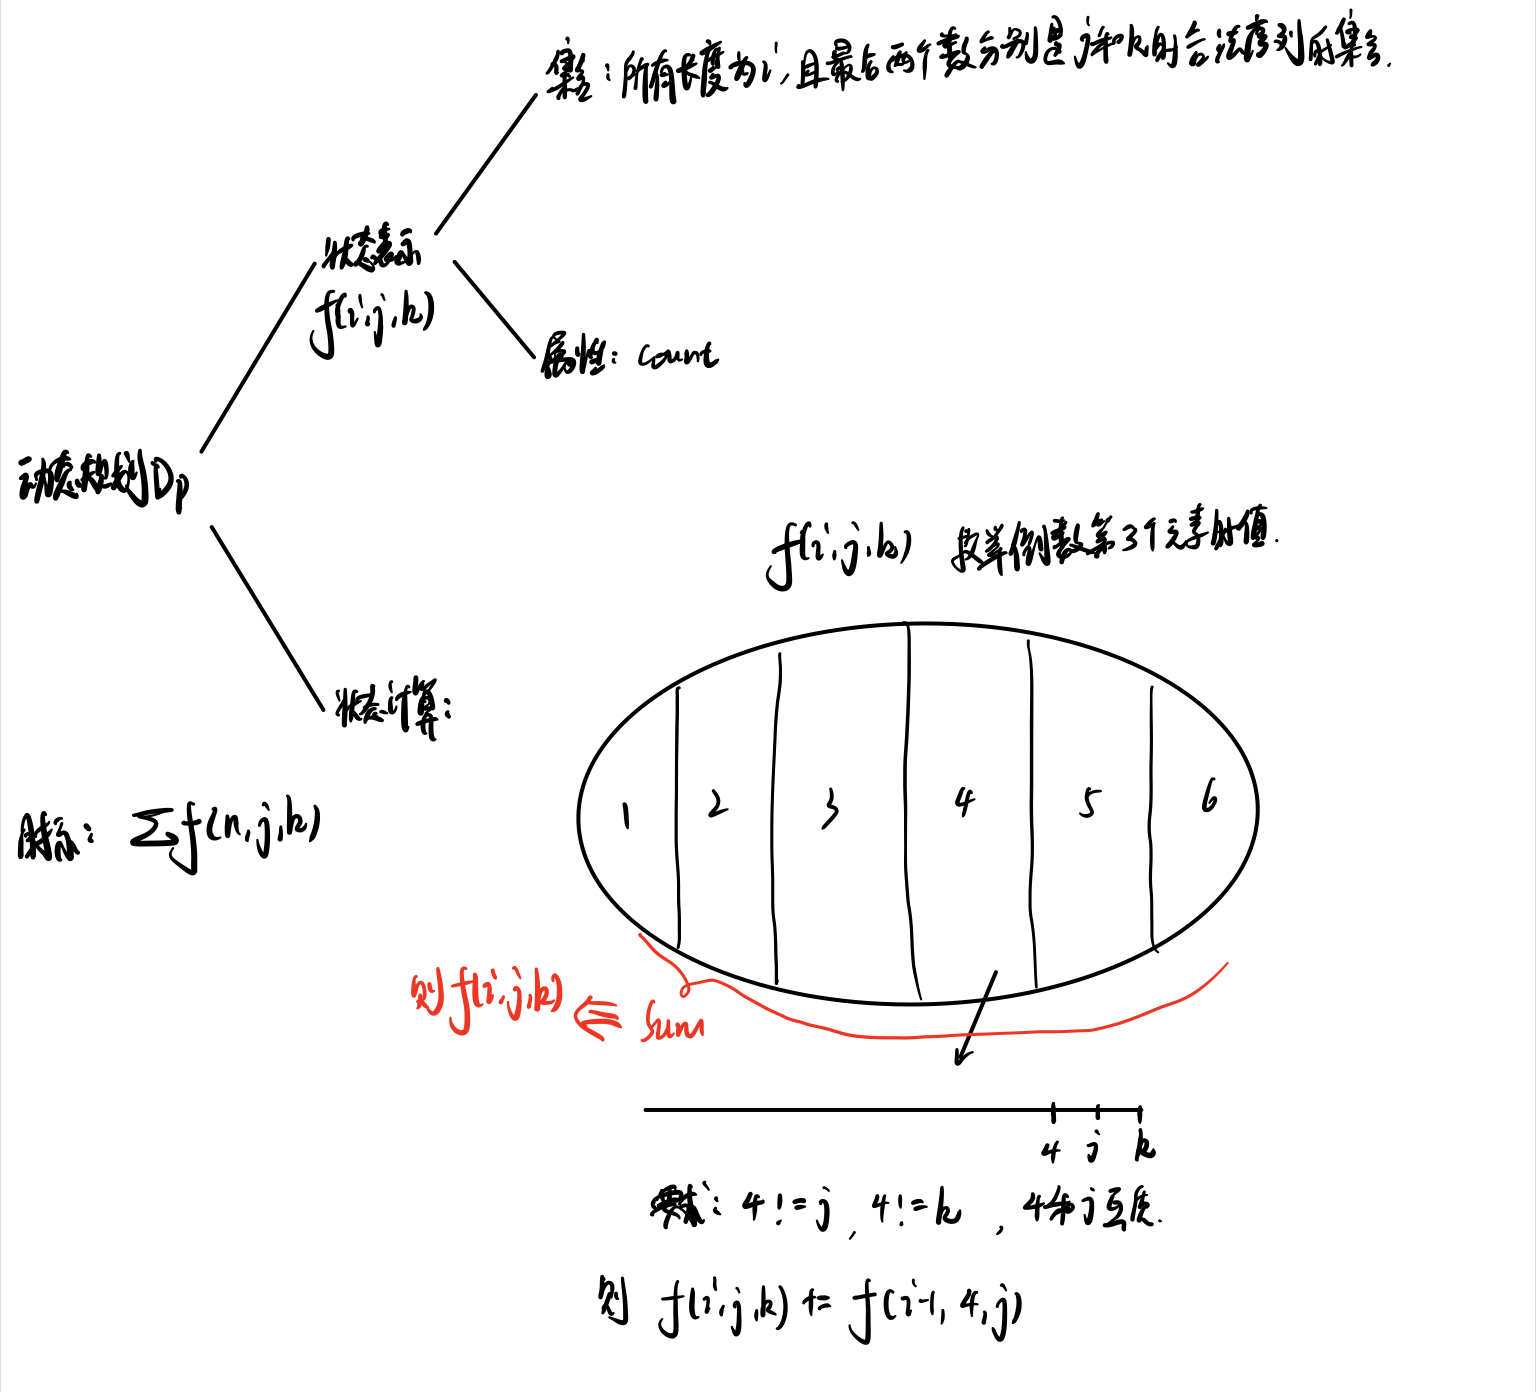 集合：所有长度为i，且最后两个数分别是j和k的合法序列的集合.
状态表示
f(i,j,k)
属性：count
动态规划Dp
f(i,j,k) 枚举倒数第3个元素的值.
状态计算：
1 2 3 4 5 6
目标：∑f(n,j,k)
则 f(i,j,k) ⇐ Sum
4 j k
要求：4!=j，4!=k，4和j互质.
则 f(i,j,k) += f(i-1,4,j)